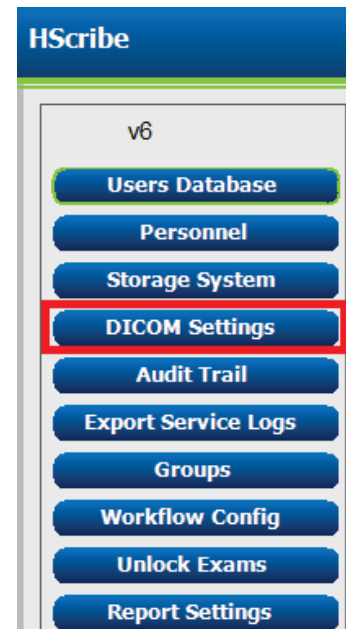 HScribe
v6
Users Database
Personnel
Storage System
DICOM Settings
Audit Trail
Export Service Logs
Groups
Workflow Config
Unlock Exams
Report Settings